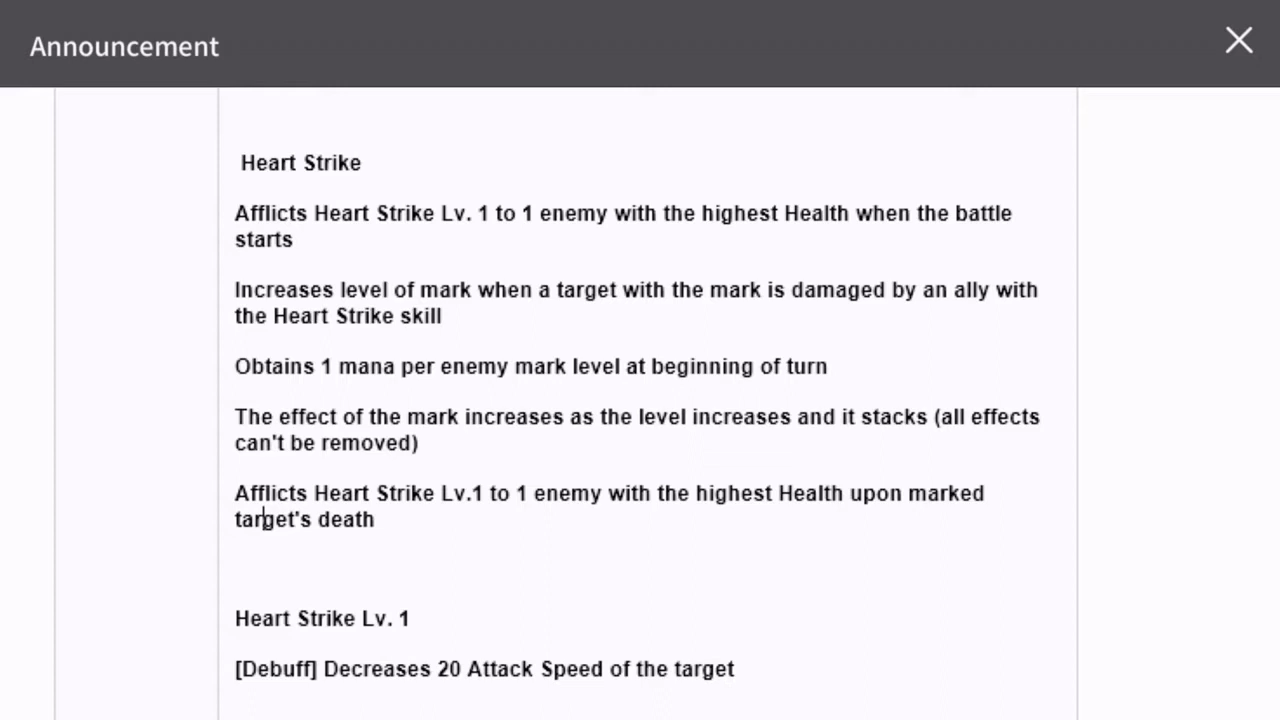 Announcement
Heart Strike
Afflicts Heart Strike Lv. 1 to 1 enemy with the highest Health when the battle
starts
Increases level of mark when a target with the mark is damaged by an ally with
the Heart Strike skill
Obtains 1 mana per enemy mark level at beginning of turn
The effect of the mark increases as the level increases and it stacks (all effects
can't be removed)
Afflicts Heart Strike Lv.1 to 1 enemy with the highest Health upon marked
target's death
Heart Strike Lv. 1
[Debuff] Decreases 20 Attack Speed of the target